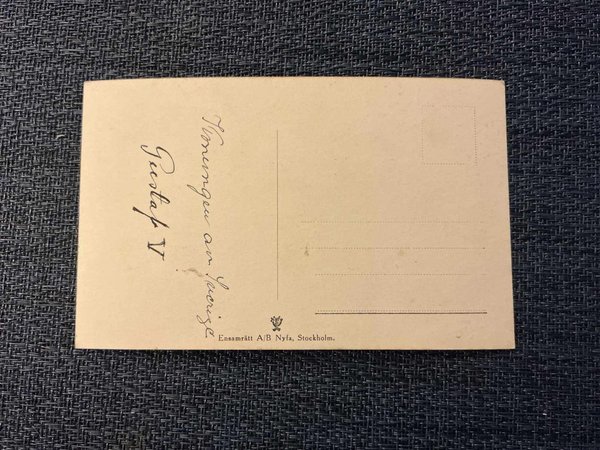 Konungen av Sverige
Gustaf V
Ensamrätt A/B Nyfa, Stockholm.